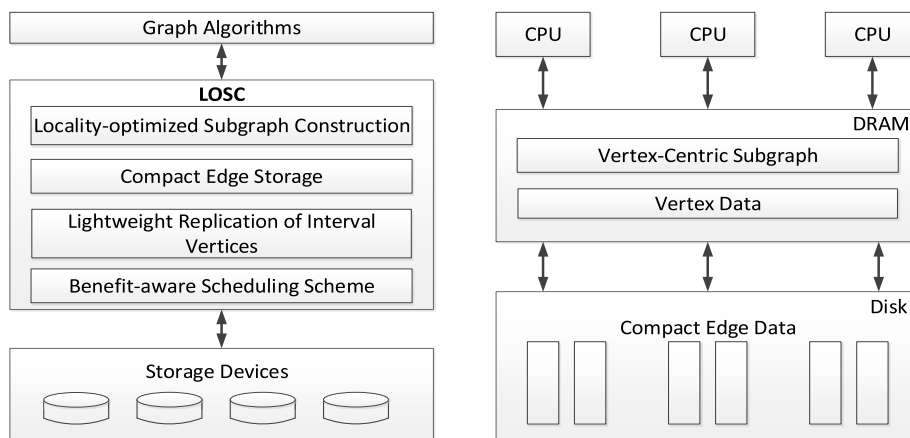 Graph Algorithms
LOSC
Locality-optimized Subgraph Construction
Compact Edge Storage
Lightweight Replication of Interval
Vertices
Benefit-aware Scheduling Scheme
Storage Devices
CPU
CPU
CPU
DRAM
Vertex-Centric Subgraph
Vertex Data
Disk
Compact Edge Data